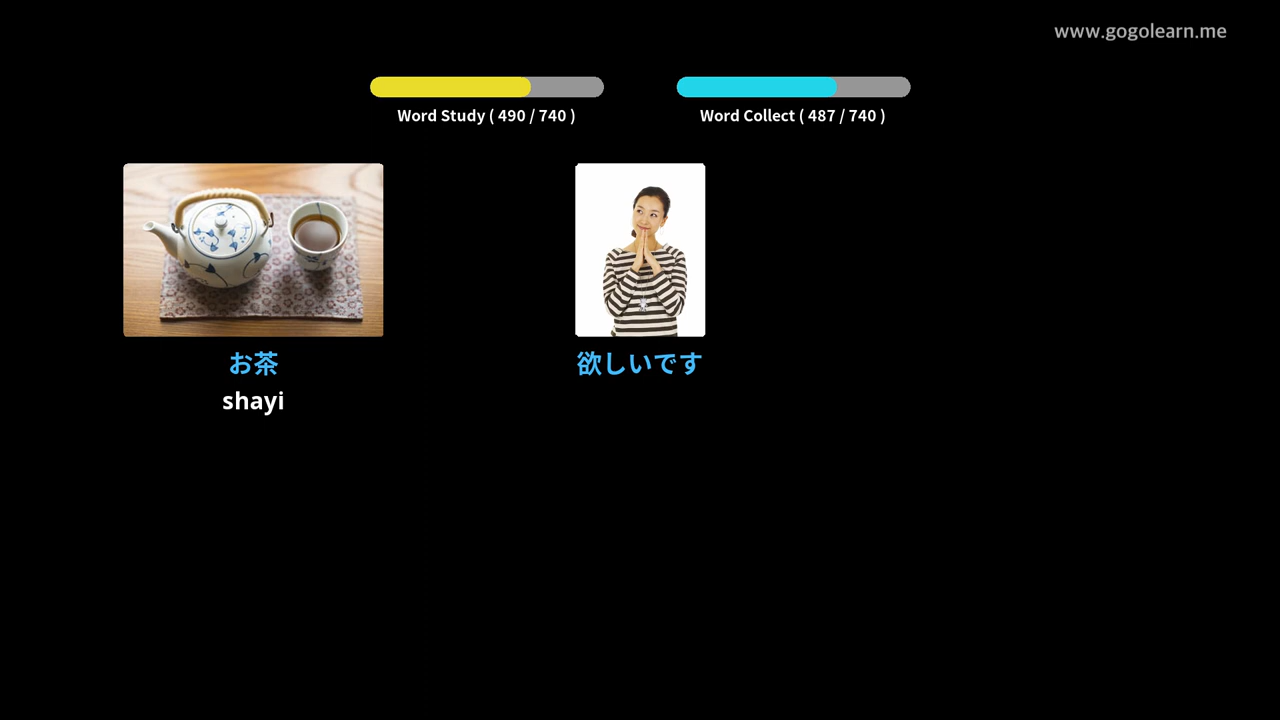 www.gogolearn.me
Word Study ( 490 / 740 )
Word Collect ( 487 / 740 )
お茶
shayi
欲しいです